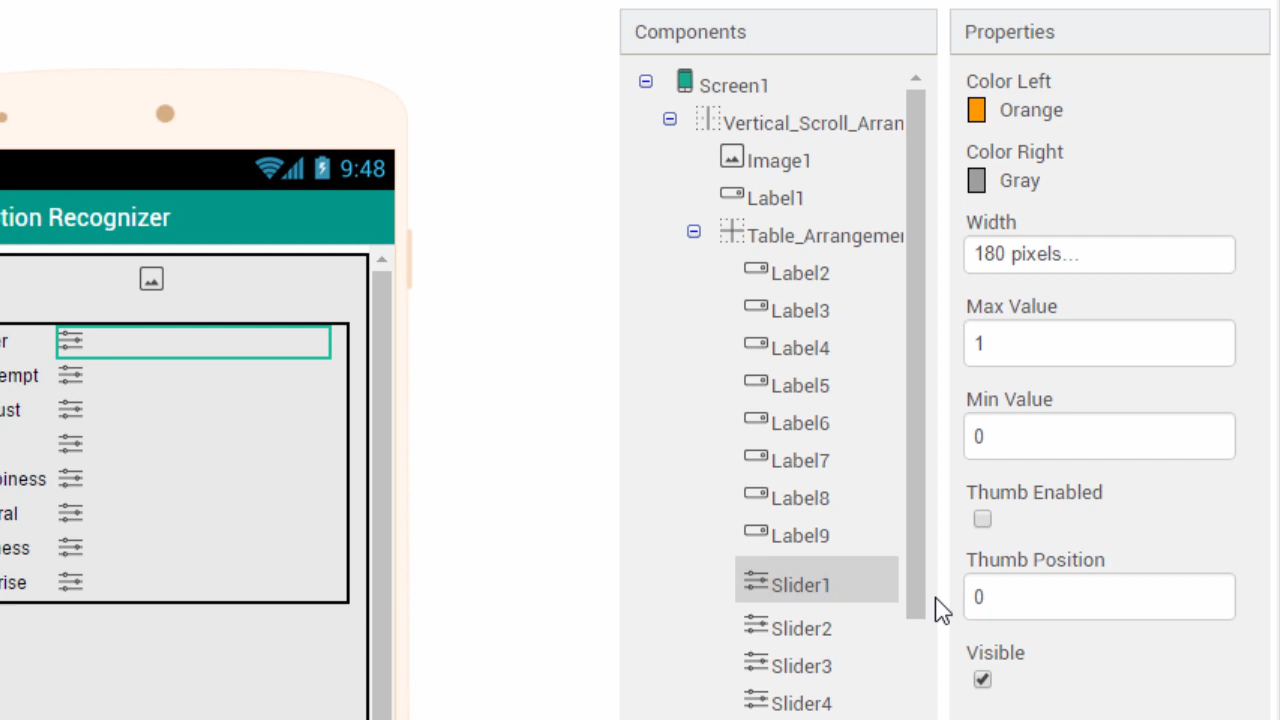 9:48
tion Recognizer
er
empt
ust
piness
ral
ness
rise
Components
Screen1
Vertical_Scroll_Arran
Image1
Label1
Table_Arrangemen
Label2
Label3
Label4
Label5
Label6
Label7
Label8
Label9
Slider1
Slider2
Slider3
Slider4
Properties
Color Left
Orange
Color Right
Gray
Width
180 pixels...
Max Value
1
Min Value
0
Thumb Enabled
Thumb Position
0
Visible